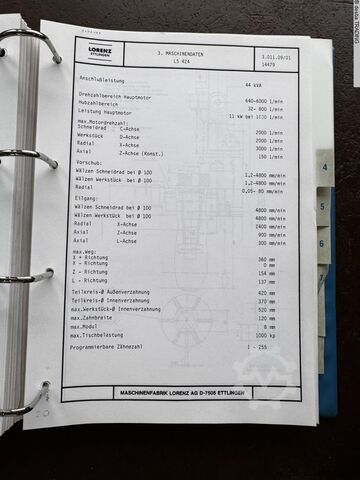 LORENZ
ETTLINGEN
3. MASCHINENDATEN
LS 424
3.011.09/01
14479
Anschlußleistung 44 kVA
Drehzahlbereich Hauptmotor 640-6000 1/min
Hubzahlbereich 32- 800 1/min
Leistung Hauptmotor 11 kW bei 1/min
max.Motordrehzahl:
Schneidrad C-Achse 2000 1/min
Werkstück D-Achse 2000 1/min
Radial X-Achse 3000 1/min
Axial Z-Achse (Konst.) 150 1/min
Vorschub:
Wälzen Schneidrad bei Ø 100 1,2-4800 mm/min
Wälzen Werkstück bei Ø 100 1,2-4800 mm/min
Radial 0,05- 80 mm/min
Eilgang:
Wälzen Schneidrad bei Ø 100 4800 mm/min
Wälzen Werkstück bei Ø 100 4800 mm/min
Radial X-Achse 2400 mm/min
Axial Z-Achse 900 mm/min
Axial L-Achse 300 mm/min
max.Weg:
X + Richtung 360 mm
X - Richtung 0 mm
Z - Richtung 154 mm
L - Richtung 137 mm
Teilkreis-Ø Außenverzahnung 420 mm
Teilkreis-Ø Innenverzahnung 370 mm
max.Werkstück-Ø Innenverzahnung 520 mm
max.Zahnbreite 120 mm
max.Modul 8 mm
max.Tischbelastung 1000 kp
Programmierbare Zähnezahl 1 - 255
MASCHINENFABRIK LORENZ AG D-7505 ETTLINGEN
4
5
6
7
TRADING